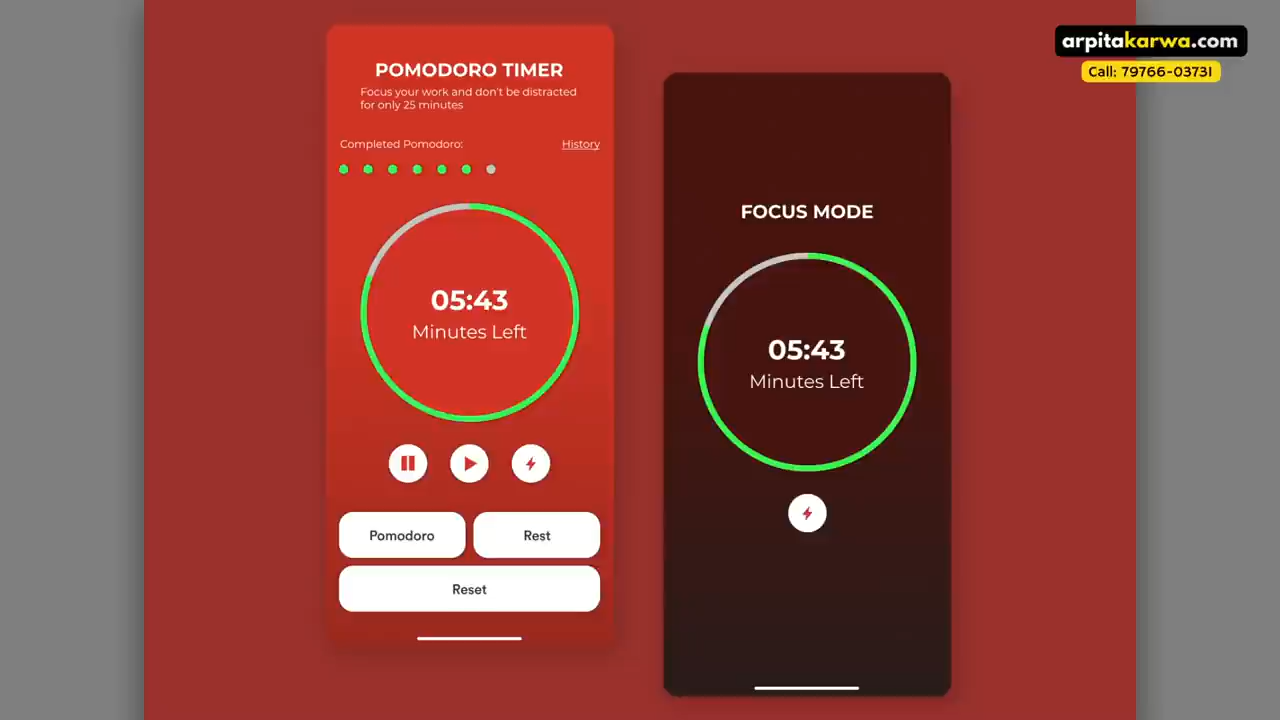 arpitakarwa.com
Call: 79766-03731
POMODORO TIMER
Focus your work and don't be distracted
for only 25 minutes
Completed Pomodoro:
History
05:43
Minutes Left
Pomodoro
Rest
Reset
FOCUS MODE
05:43
Minutes Left